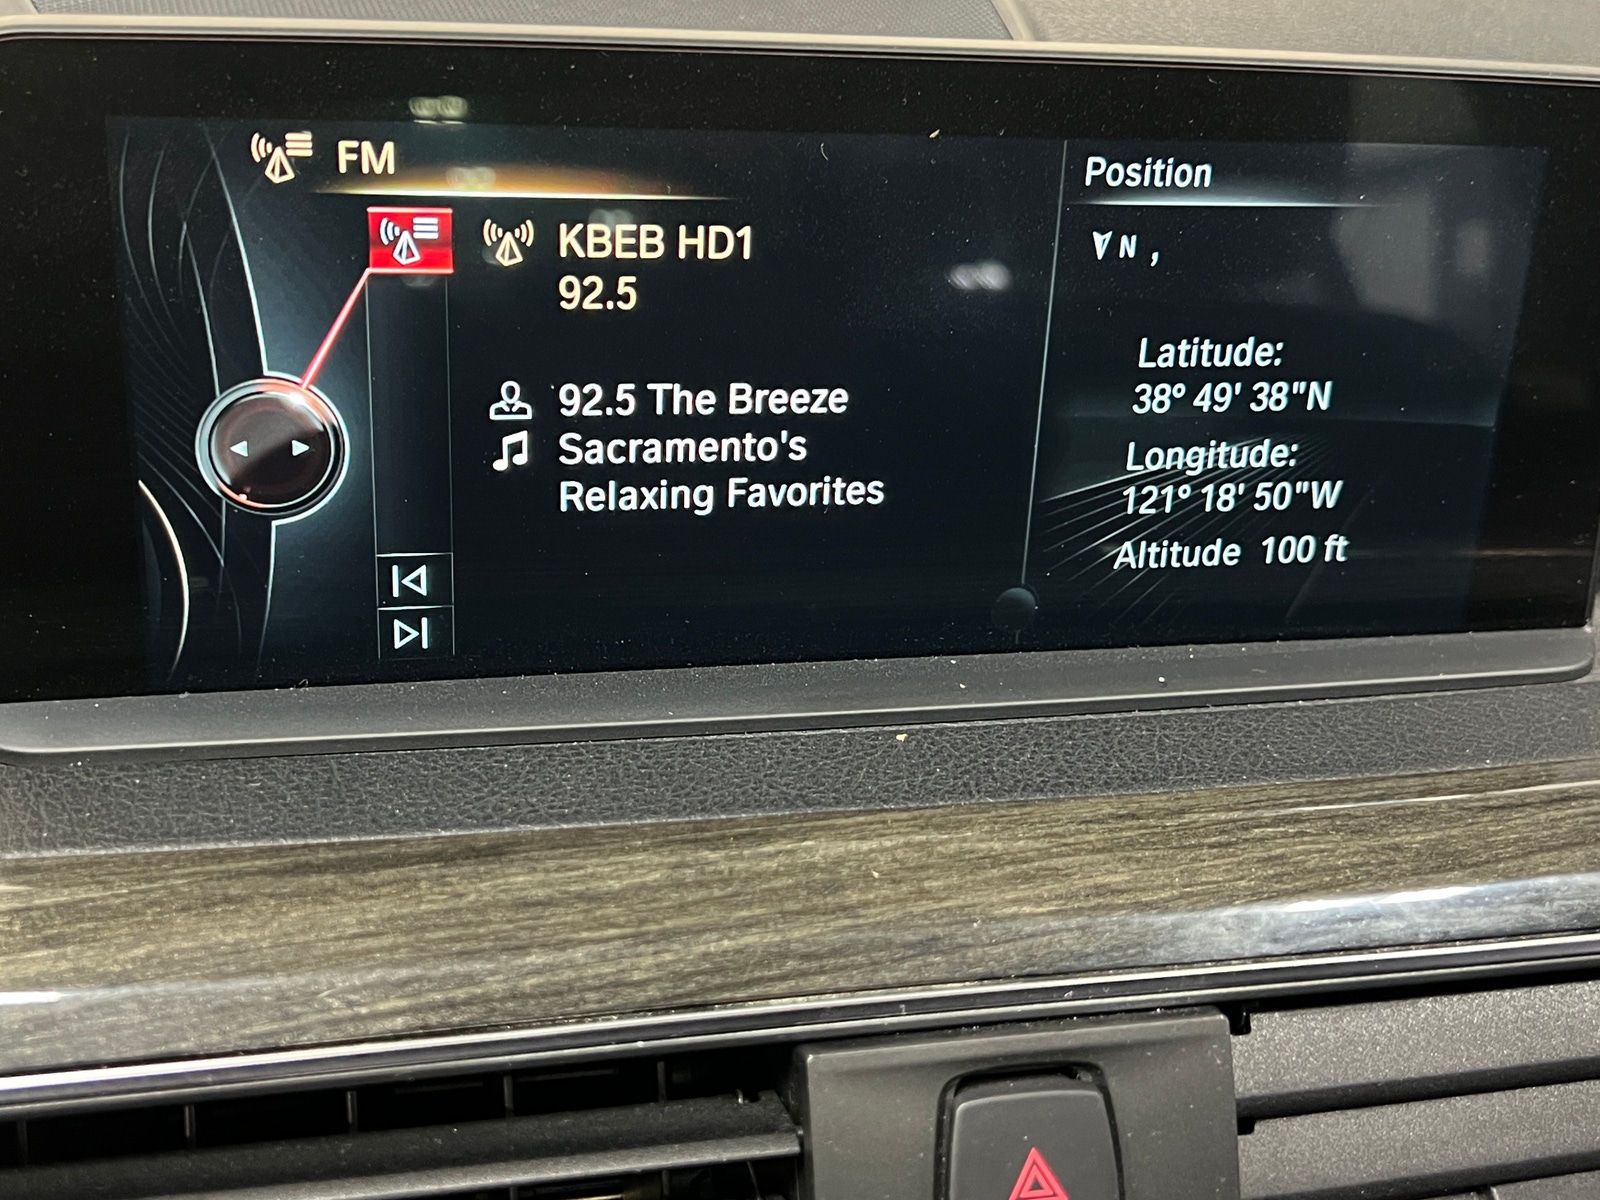 FM
KBEB HD1
92.5
92.5 The Breeze
Sacramento's
Relaxing Favorites
Position
N ,
Latitude:
38° 49' 38"N
Longitude:
121° 18' 50"W
Altitude 100 ft